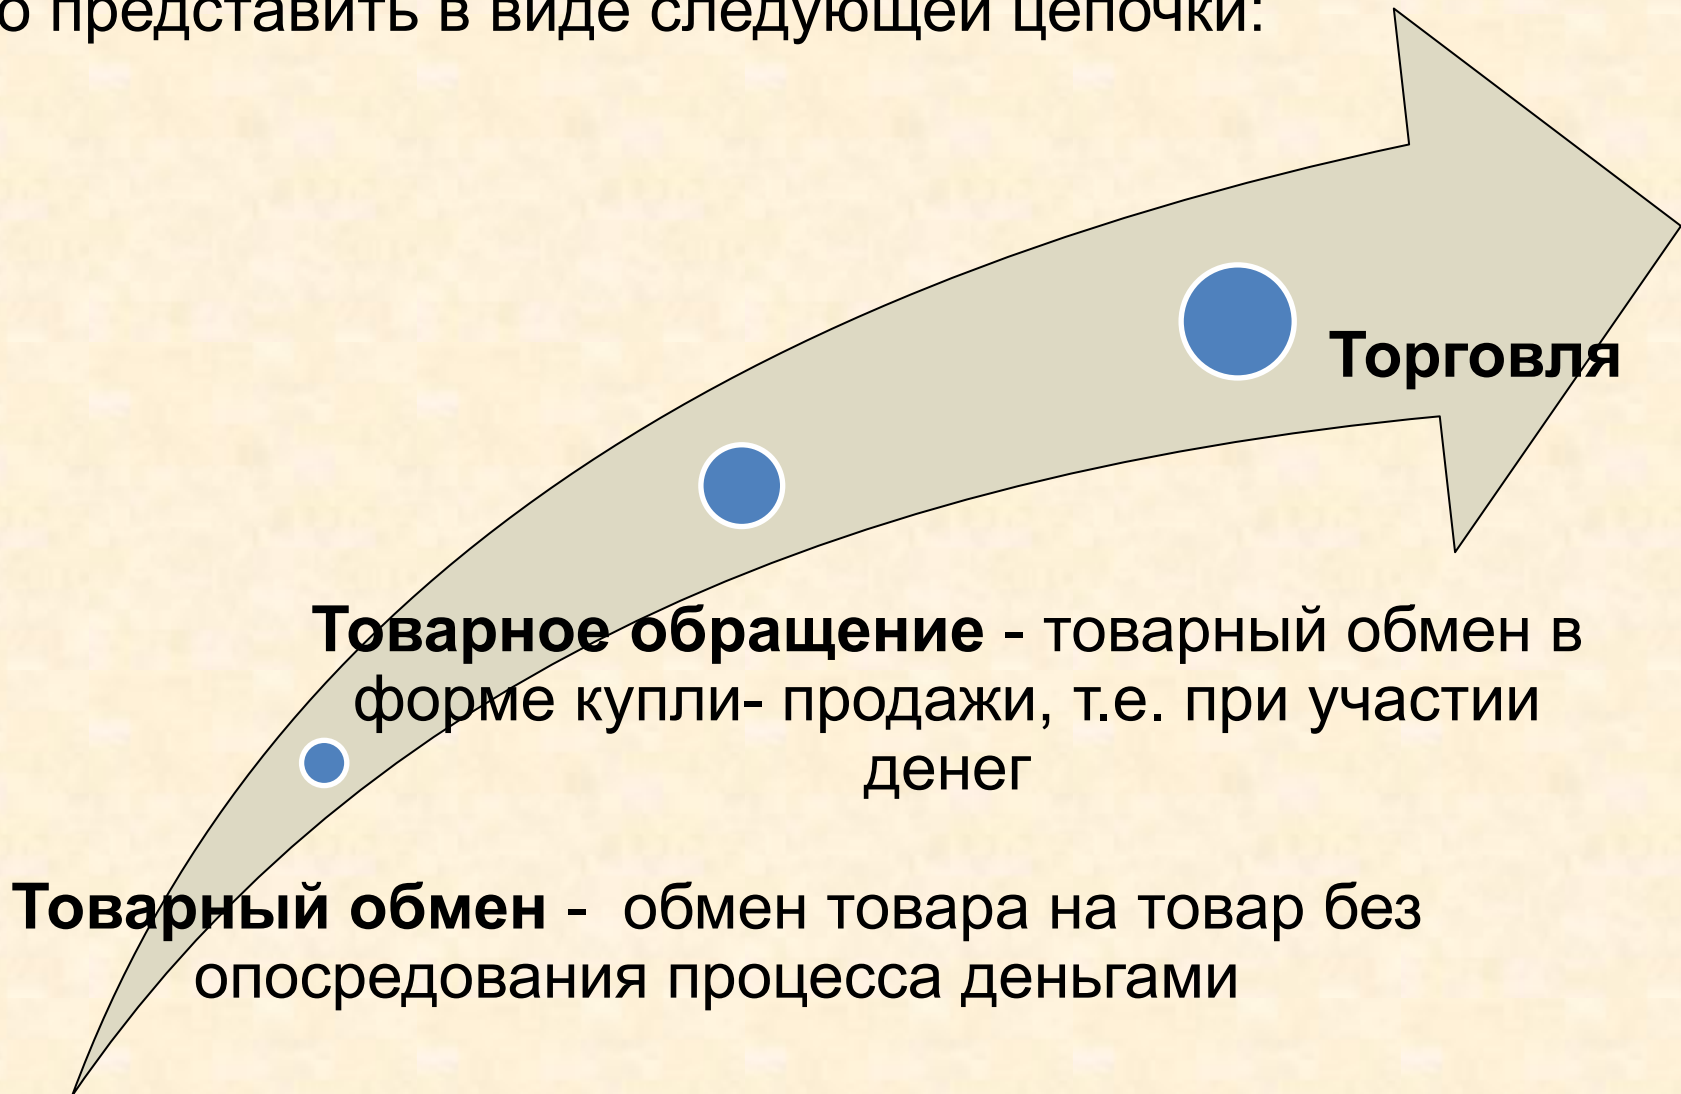 о представить в виде следующей цепочки:
Торговля
Товарное обращение - товарный обмен в
форме купли- продажи, т.е. при участии
денег
Товарный обмен -  обмен товара на товар без
опосредования процесса деньгами